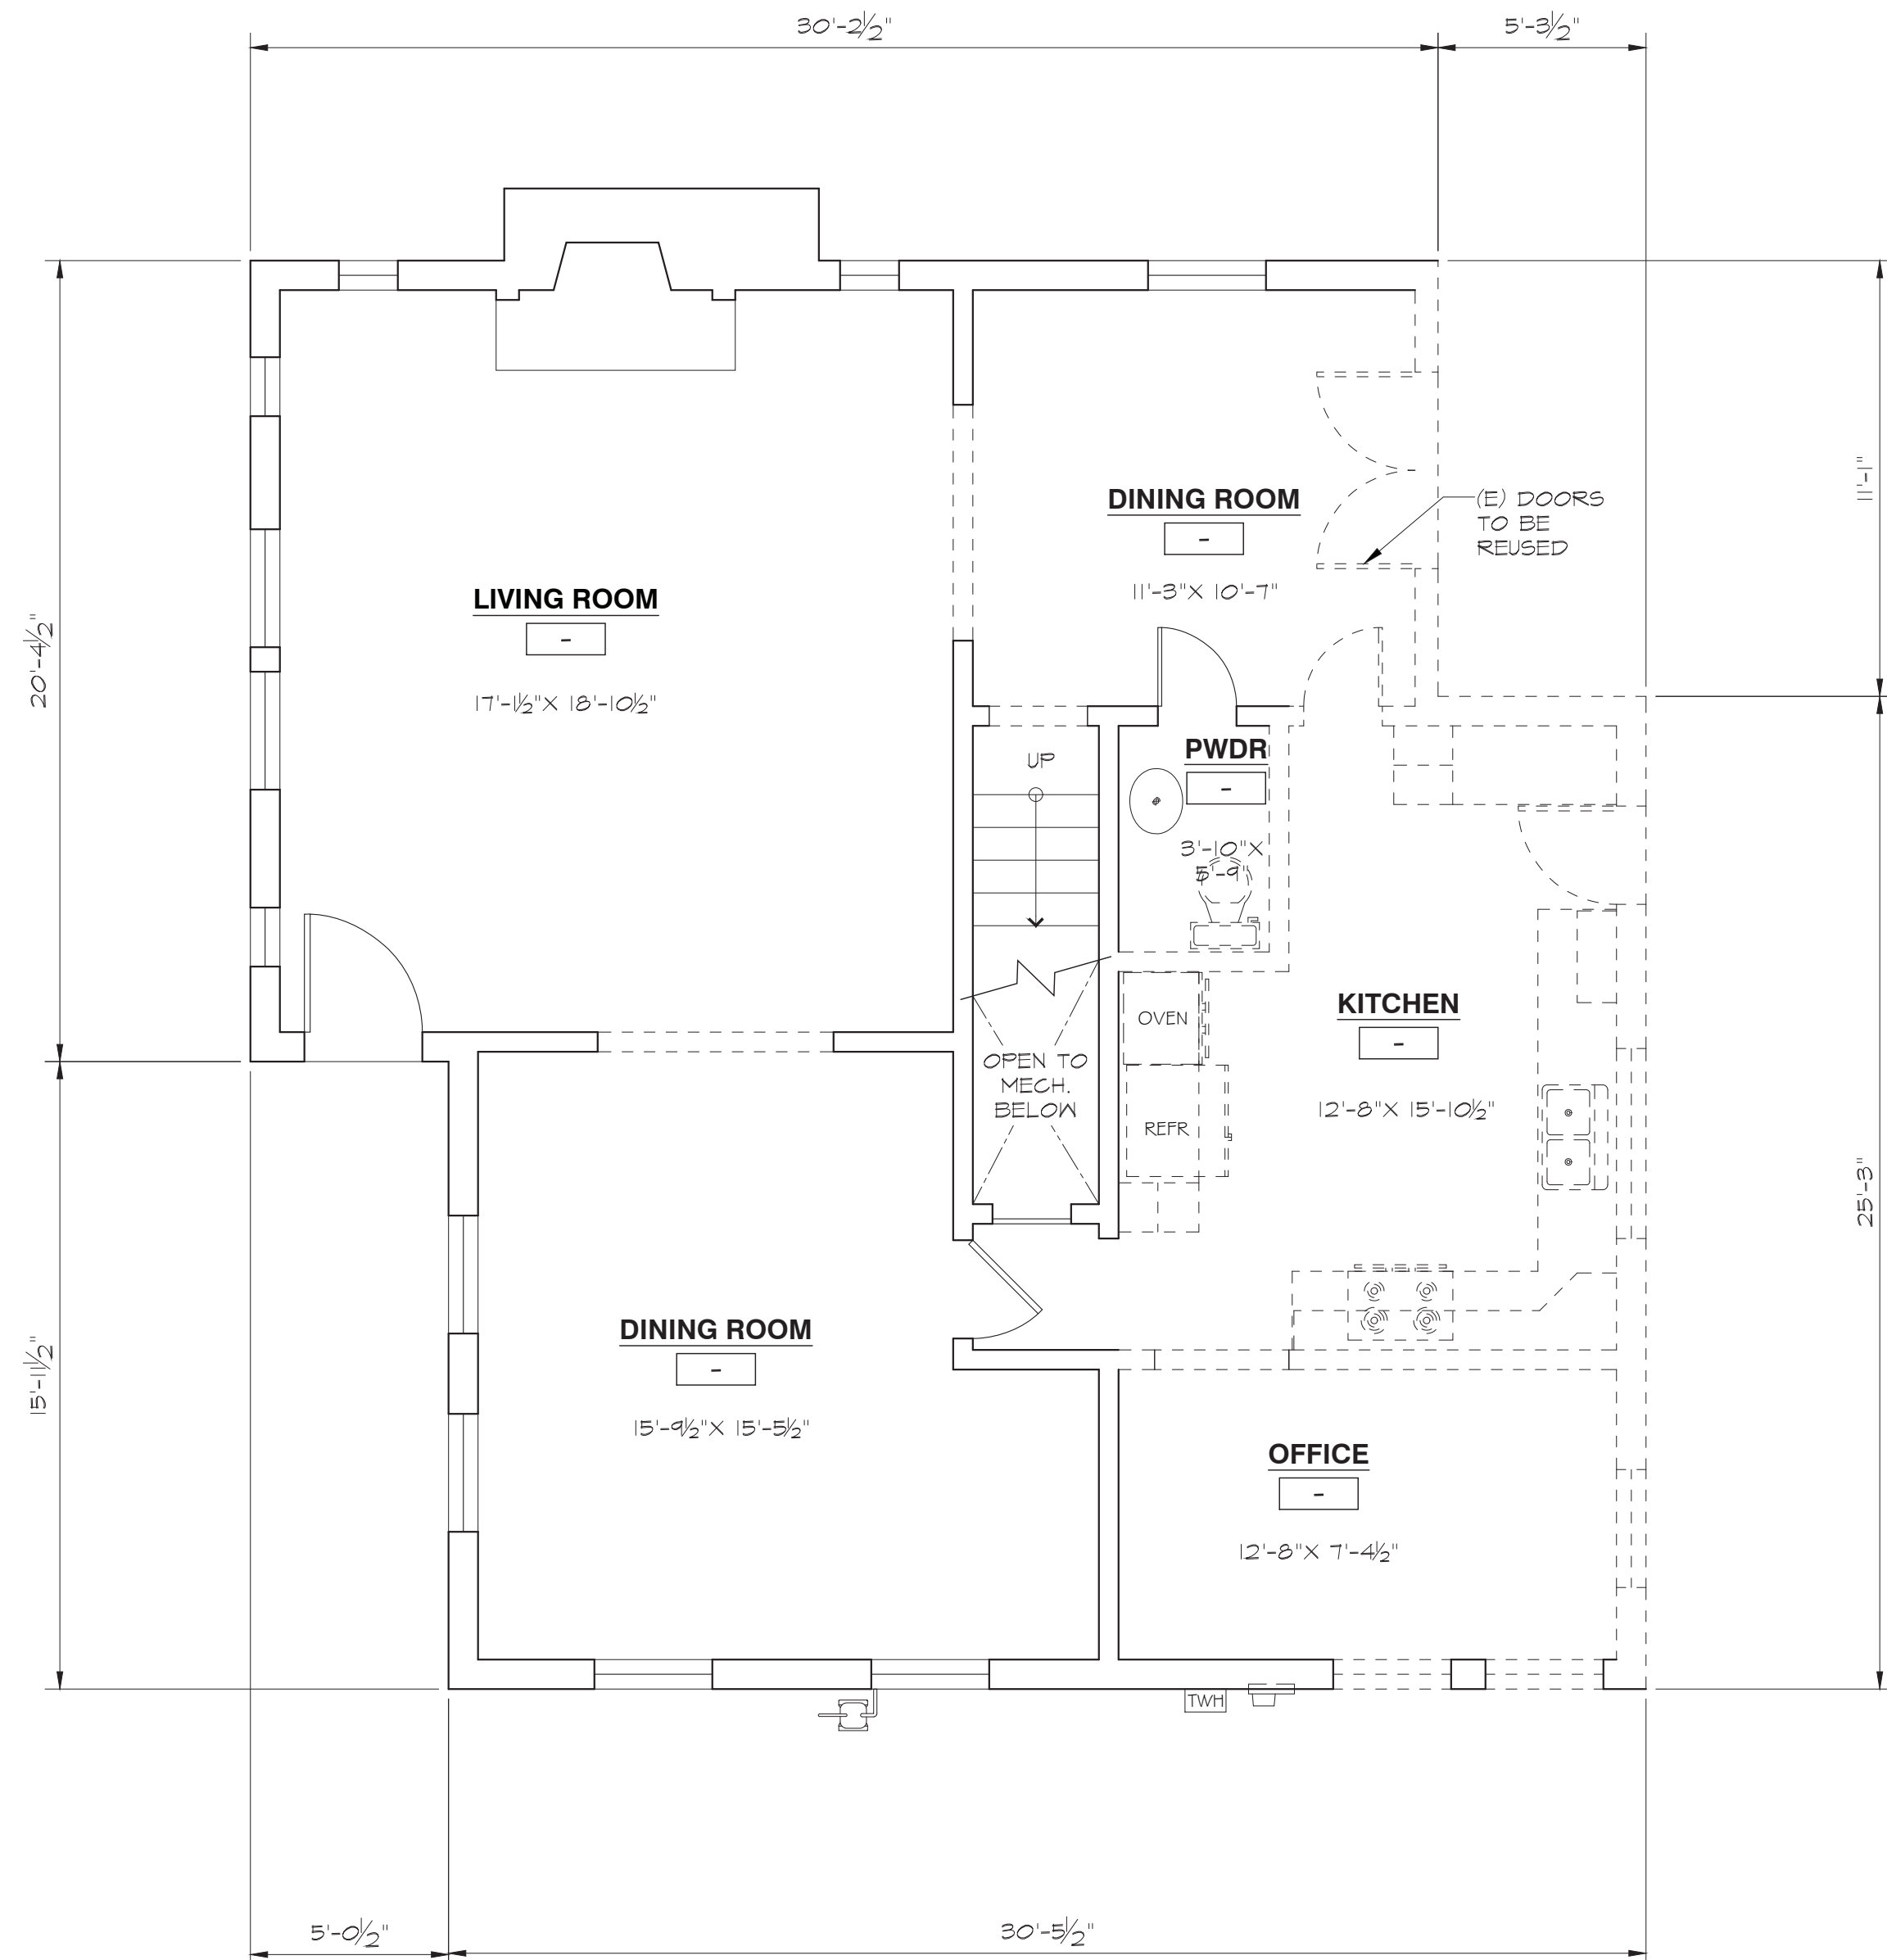 30'-2½"
5'-3½"
11'-1"
DINING ROOM
-
11'-3"X 10'-7"
(E) DOORS
TO BE
REUSED
LIVING ROOM
-
17'-1½"X 18'-10½"
20'-4½"
UP
PWDR
-
3'-10"X
5'-9"
KITCHEN
-
12'-8"X 15'-10½"
OVEN
REFR
OPEN TO
MECH.
BELOW
25'-3"
DINING ROOM
-
15'-9½"X 15'-5½"
15'-11½"
OFFICE
-
12'-8"X 7'-4½"
TWH
5'-0½"
30'-5½"